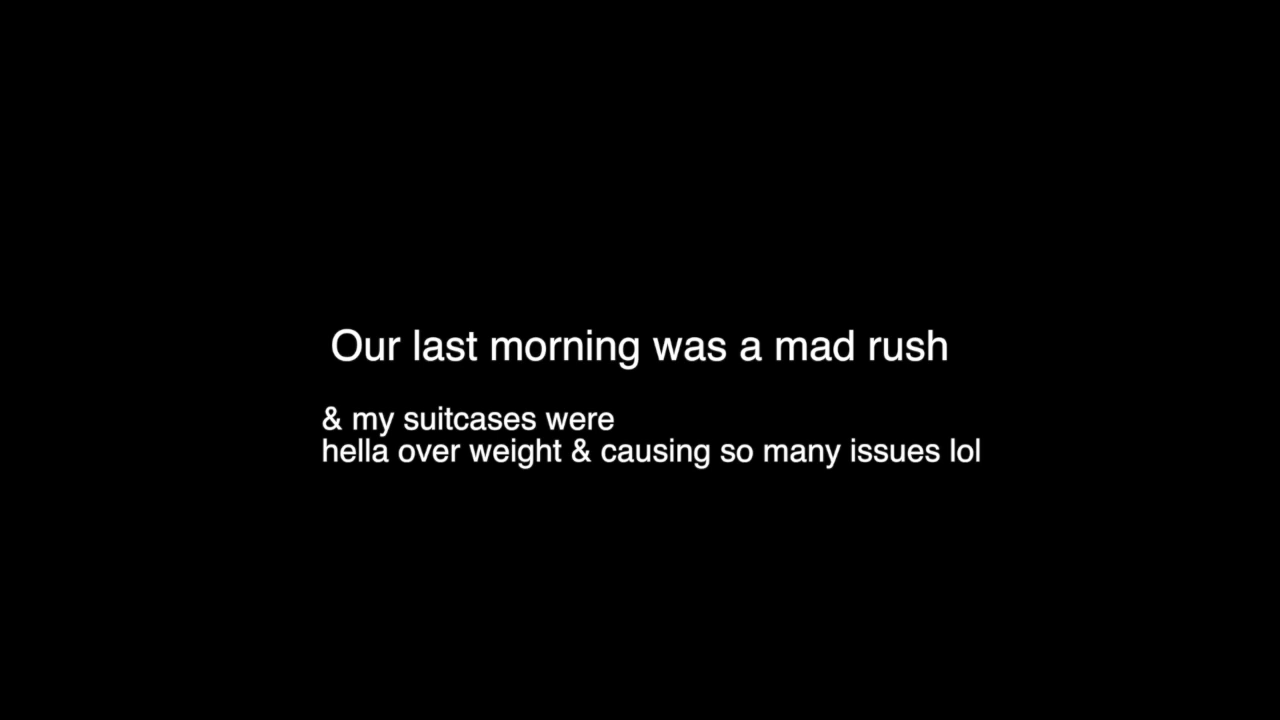 Our last morning was a mad rush
& my suitcases were
hella over weight & causing so many issues lol